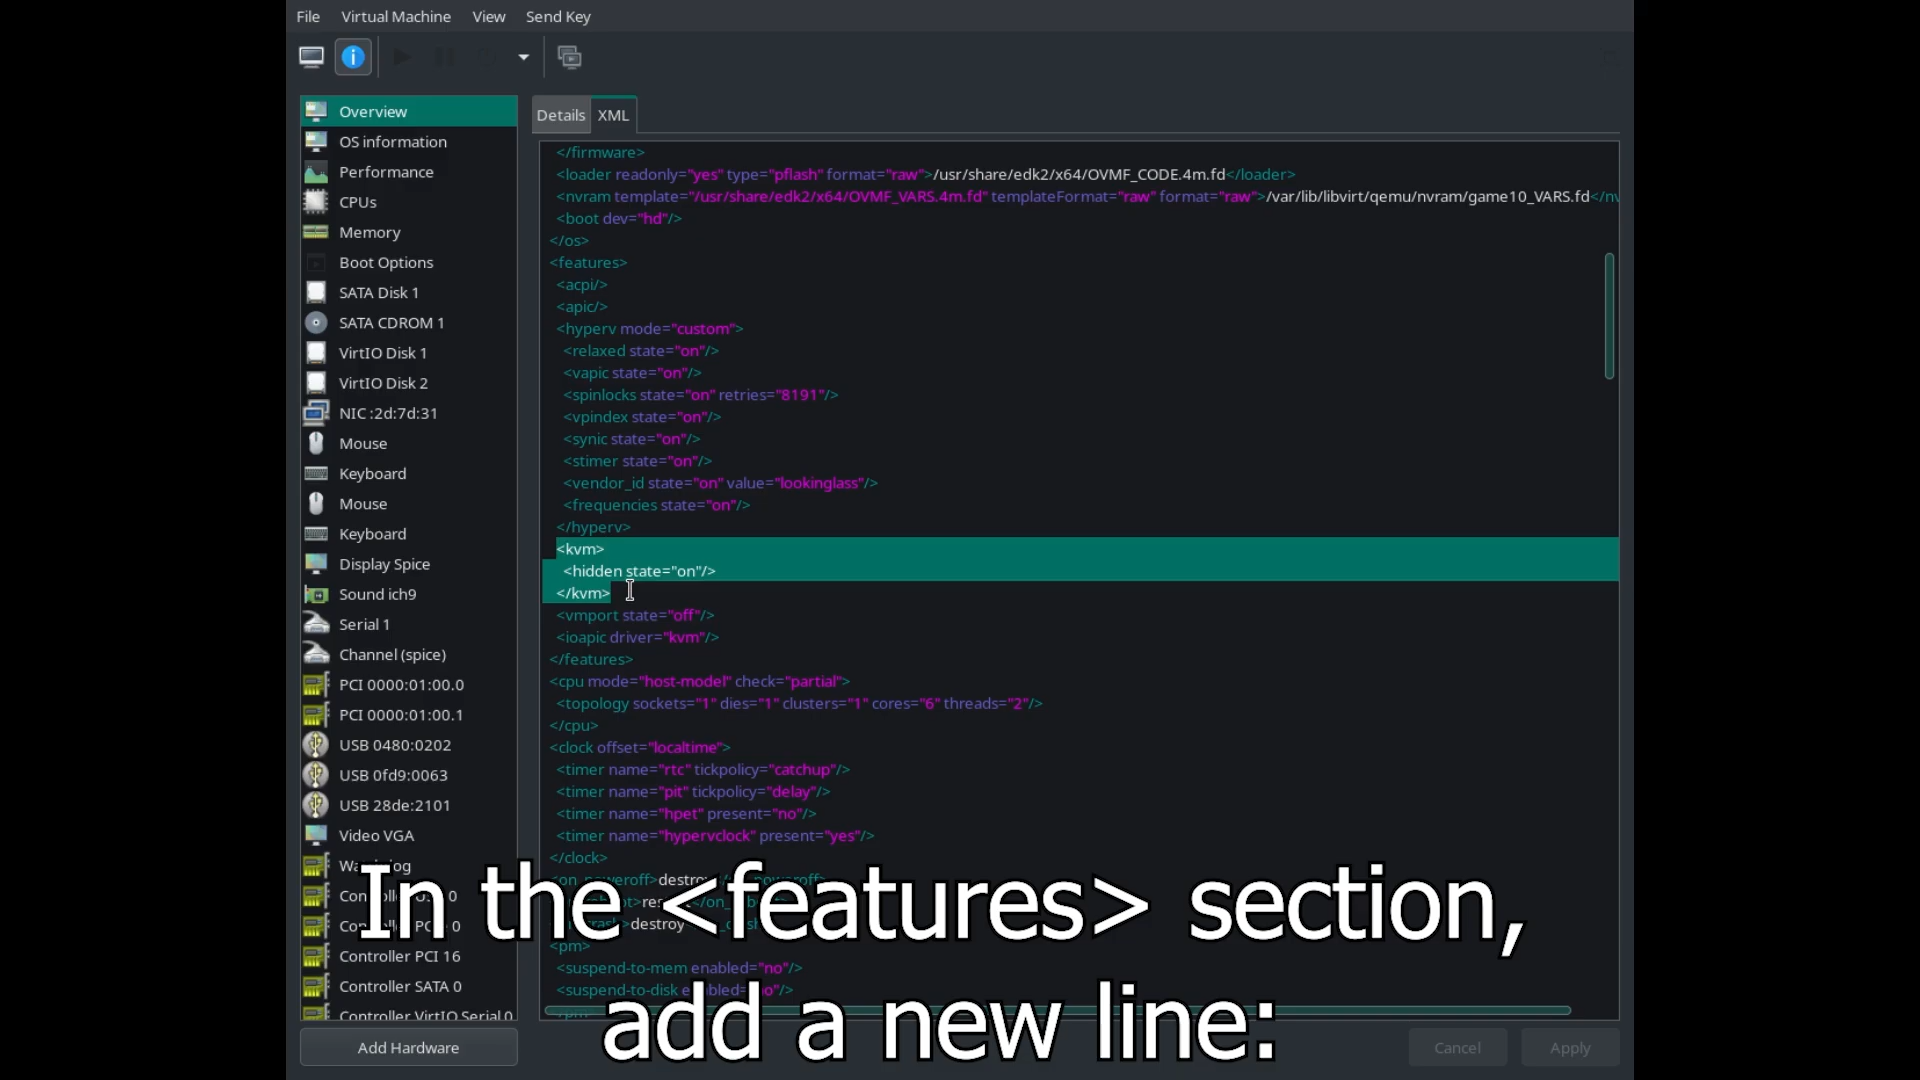 File Virtual Machine View Send Key
Overview
OS information
Performance
CPUs
Memory
Boot Options
SATA Disk 1
SATA CDROM 1
VirtIO Disk 1
VirtIO Disk 2
NIC :2d:7d:31
Mouse
Keyboard
Mouse
Keyboard
Display Spice
Sound ich9
Serial 1
Channel (spice)
PCI 0000:01:00.0
PCI 0000:01:00.1
USB 0480:0202
USB 0fd9:0063
USB 28de:2101
Video VGA
Controller PCI 16
Controller SATA 0
Controller VirtIO Serial 0
Add Hardware
Details XML
</firmware>
<loader readonly="yes" type="pflash" format="raw">/usr/share/edk2/x64/OVMF_CODE.4m.fd</loader>
<nvram template="/usr/share/edk2/x64/OVMF_VARS.4m.fd" templateFormat="raw" format="raw">/var/lib/libvirt/qemu/nvram/game10_VARS.fd</nv
<boot dev="hd"/>
</os>
<features>
<acpi/>
<apic/>
<hyperv mode="custom">
<relaxed state="on"/>
<vapic state="on"/>
<spinlocks state="on" retries="8191"/>
<vpindex state="on"/>
<synic state="on"/>
<stimer state="on"/>
<vendor_id state="on" value="lookinglass"/>
<frequencies state="on"/>
</hyperv>
<kvm>
<hidden state="on"/>
</kvm>
<vmport state="off"/>
<ioapic driver="kvm"/>
</features>
<cpu mode="host-model" check="partial">
<topology sockets="1" dies="1" clusters="1" cores="6" threads="2"/>
</cpu>
<clock offset="localtime">
<timer name="rtc" tickpolicy="catchup"/>
<timer name="pit" tickpolicy="delay"/>
<timer name="hpet" present="no"/>
<timer name="hypervclock" present="yes"/>
</clock>
destroy
<pm>
<suspend-to-mem enabled="no"/>
<suspend-to-disk
In the <features> section,
add a new line:
Cancel Apply